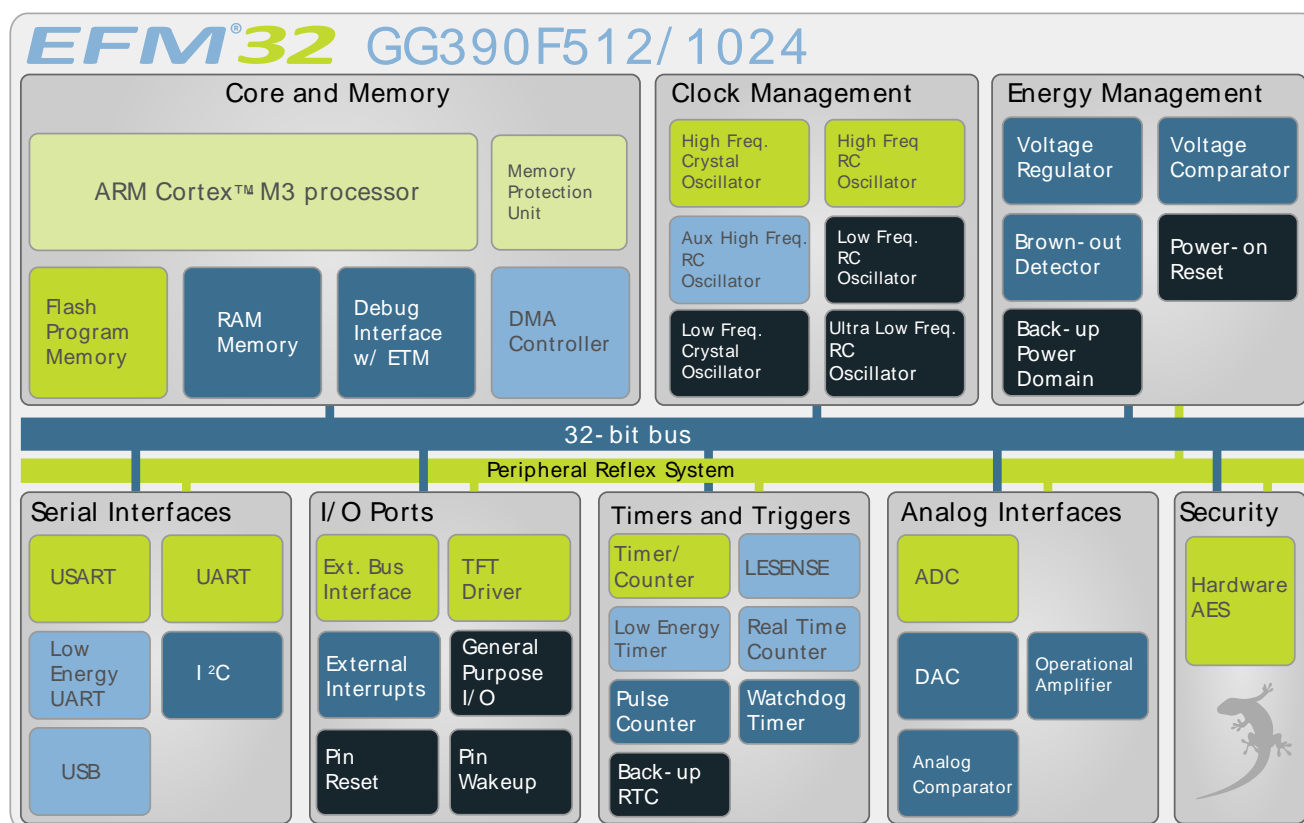 EFM®32 GG390F512/1024
Core and Memory
ARM Cortex™ M3 processor
Memory
Protection
Unit
Flash
Program
Memory
RAM
Memory
Debug
Interface
w/ ETM
DMA
Controller
Clock Management
High Freq.
Crystal
Oscillator
High Freq
RC
Oscillator
Aux High Freq.
RC
Oscillator
Low Freq.
RC
Oscillator
Low Freq.
Crystal
Oscillator
Ultra Low Freq.
RC
Oscillator
Energy Management
Voltage
Regulator
Voltage
Comparator
Brown-out
Detector
Power-on
Reset
Back-up
Power
Domain
32-bit bus
Peripheral Reflex System
Serial Interfaces
USART
UART
Low
Energy
UART
I²C
USB
I/O Ports
Ext. Bus
Interface
TFT
Driver
External
Interrupts
General
Purpose
I/O
Pin
Reset
Pin
Wakeup
Timers and Triggers
Timer/
Counter
LESENSE
Low Energy
Timer
Real Time
Counter
Pulse
Counter
Watchdog
Timer
Back-up
RTC
Analog Interfaces
ADC
DAC
Operational
Amplifier
Analog
Comparator
Security
Hardware
AES